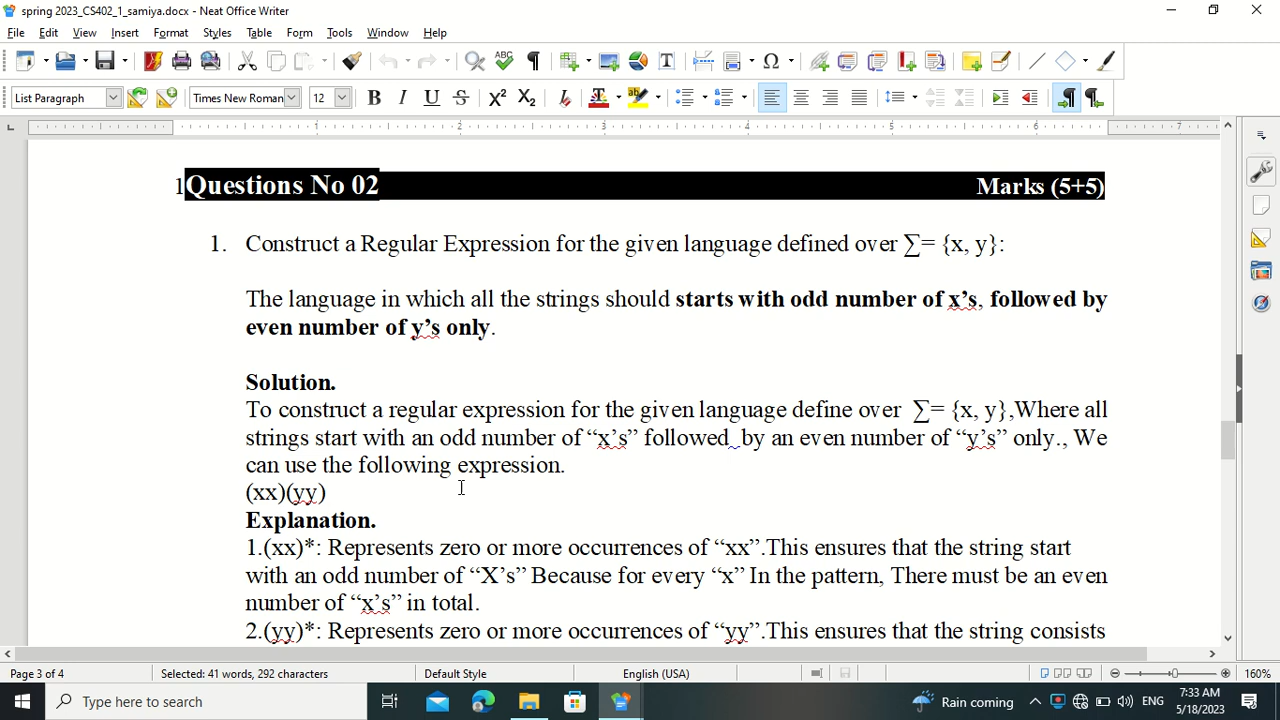 spring 2023_CS402_1_samiya.docx - Neat Office Writer
File Edit View Insert Format Styles Table Form Tools Window Help
List Paragraph Times New Roman 12
1 1 2 3 4 5 6 7
1Questions No 02 Marks (5+5)
1. Construct a Regular Expression for the given language defined over ∑= {x, y}:
The language in which all the strings should starts with odd number of x’s, followed by
even number of y’s only.
Solution.
To construct a regular expression for the given language define over ∑= {x, y},Where all
strings start with an odd number of “x’s” followed by an even number of “y’s” only., We
can use the following expression.
(xx)(yy)
Explanation.
1.(xx)*: Represents zero or more occurrences of “xx”.This ensures that the string start
with an odd number of “X’s” Because for every “x” In the pattern, There must be an even
number of “x’s” in total.
2.(yy)*: Represents zero or more occurrences of “yy”.This ensures that the string consists
Page 3 of 4 Selected: 41 words, 292 characters Default Style English (USA) 160%
Type here to search Rain coming ENG 7:33 AM
5/18/2023